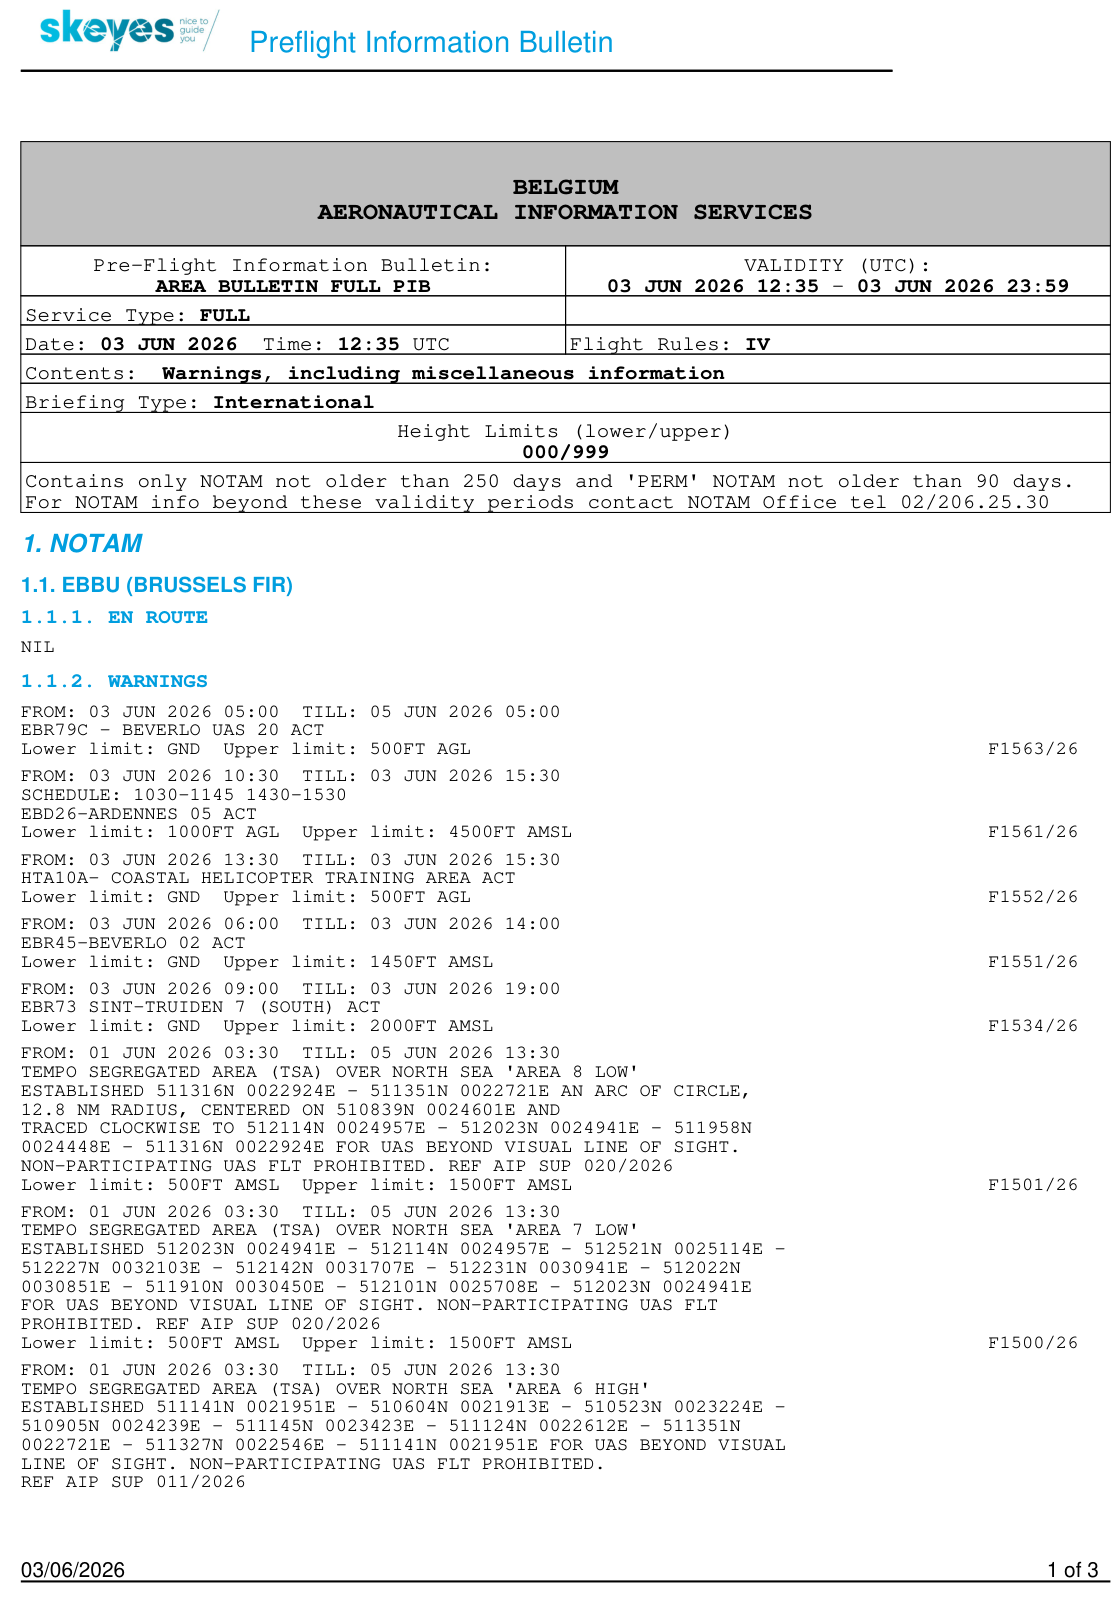 skeyes nice to guide you
Preflight Information Bulletin
BELGIUM
AERONAUTICAL INFORMATION SERVICES
Pre-Flight Information Bulletin:
AREA BULLETIN FULL PIB
VALIDITY (UTC):
03 JUN 2026 12:35 - 03 JUN 2026 23:59
Service Type: FULL
Date: 03 JUN 2026 Time: 12:35 UTC
Flight Rules: IV
Contents: Warnings, including miscellaneous information
Briefing Type: International
Height Limits (lower/upper)
000/999
Contains only NOTAM not older than 250 days and 'PERM' NOTAM not older than 90 days.
For NOTAM info beyond these validity periods contact NOTAM Office tel 02/206.25.30
1. NOTAM
1.1. EBBU (BRUSSELS FIR)
1.1.1. EN ROUTE
NIL
1.1.2. WARNINGS
FROM: 03 JUN 2026 05:00 TILL: 05 JUN 2026 05:00
EBR79C - BEVERLO UAS 20 ACT
Lower limit: GND Upper limit: 500FT AGL F1563/26
FROM: 03 JUN 2026 10:30 TILL: 03 JUN 2026 15:30
SCHEDULE: 1030-1145 1430-1530
EBD26-ARDENNES 05 ACT
Lower limit: 1000FT AGL Upper limit: 4500FT AMSL F1561/26
FROM: 03 JUN 2026 13:30 TILL: 03 JUN 2026 15:30
HTA10A- COASTAL HELICOPTER TRAINING AREA ACT
Lower limit: GND Upper limit: 500FT AGL F1552/26
FROM: 03 JUN 2026 06:00 TILL: 03 JUN 2026 14:00
EBR45-BEVERLO 02 ACT
Lower limit: GND Upper limit: 1450FT AMSL F1551/26
FROM: 03 JUN 2026 09:00 TILL: 03 JUN 2026 19:00
EBR73 SINT-TRUIDEN 7 (SOUTH) ACT
Lower limit: GND Upper limit: 2000FT AMSL F1534/26
FROM: 01 JUN 2026 03:30 TILL: 05 JUN 2026 13:30
TEMPO SEGREGATED AREA (TSA) OVER NORTH SEA 'AREA 8 LOW'
ESTABLISHED 511316N 0022924E - 511351N 0022721E AN ARC OF CIRCLE,
12.8 NM RADIUS, CENTERED ON 510839N 0024601E AND
TRACED CLOCKWISE TO 512114N 0024957E - 512023N 0024941E - 511958N
0024448E - 511316N 0022924E FOR UAS BEYOND VISUAL LINE OF SIGHT.
NON-PARTICIPATING UAS FLT PROHIBITED. REF AIP SUP 020/2026
Lower limit: 500FT AMSL Upper limit: 1500FT AMSL F1501/26
FROM: 01 JUN 2026 03:30 TILL: 05 JUN 2026 13:30
TEMPO SEGREGATED AREA (TSA) OVER NORTH SEA 'AREA 7 LOW'
ESTABLISHED 512023N 0024941E - 512114N 0024957E - 512521N 0025114E -
512227N 0032103E - 512142N 0031707E - 512231N 0030941E - 512022N
0030851E - 511910N 0030450E - 512101N 0025708E - 512023N 0024941E
FOR UAS BEYOND VISUAL LINE OF SIGHT. NON-PARTICIPATING UAS FLT
PROHIBITED. REF AIP SUP 020/2026
Lower limit: 500FT AMSL Upper limit: 1500FT AMSL F1500/26
FROM: 01 JUN 2026 03:30 TILL: 05 JUN 2026 13:30
TEMPO SEGREGATED AREA (TSA) OVER NORTH SEA 'AREA 6 HIGH'
ESTABLISHED 511141N 0021951E - 510604N 0021913E - 510523N 0023224E -
510905N 0024239E - 511145N 0023423E - 511124N 0022612E - 511351N
0022721E - 511327N 0022546E - 511141N 0021951E FOR UAS BEYOND VISUAL
LINE OF SIGHT. NON-PARTICIPATING UAS FLT PROHIBITED.
REF AIP SUP 011/2026
03/06/2026 1 of 3